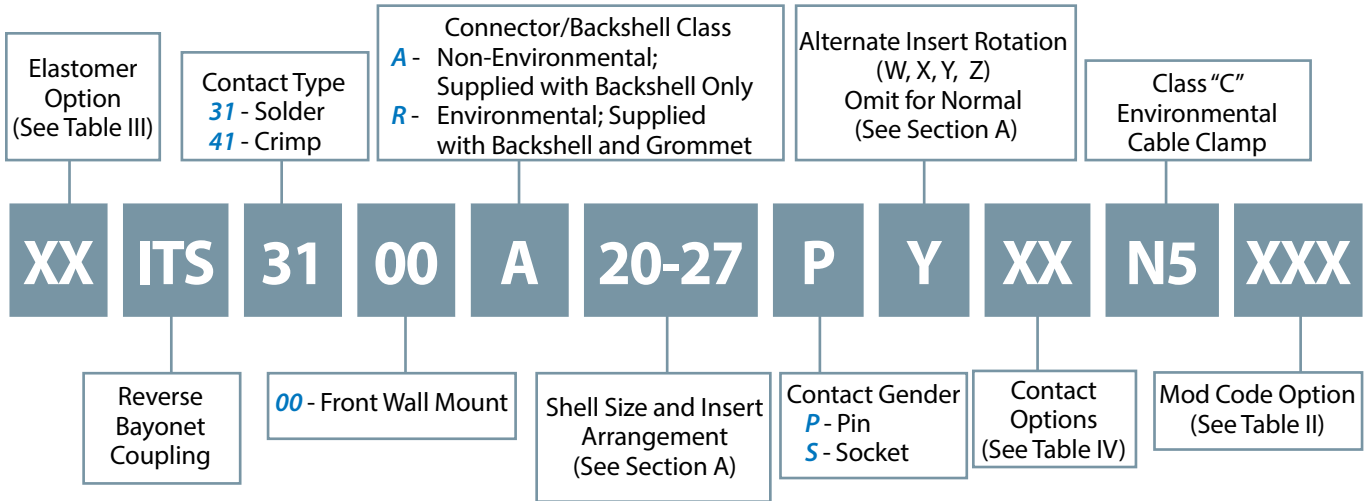 Elastomer
Option
(See Table III)
Contact Type
31 - Solder
41 - Crimp
Connector/Backshell Class
A - Non-Environmental;
Supplied with Backshell Only
R - Environmental; Supplied
with Backshell and Grommet
Alternate Insert Rotation
(W, X, Y, Z)
Omit for Normal
(See Section A)
Class “C”
Environmental
Cable Clamp
XX ITS 31 00 A 20-27 P Y XX N5 XXX
Reverse
Bayonet
Coupling
00 - Front Wall Mount
Shell Size and Insert
Arrangement
(See Section A)
Contact Gender
P - Pin
S - Socket
Contact
Options
(See Table IV)
Mod Code Option
(See Table II)